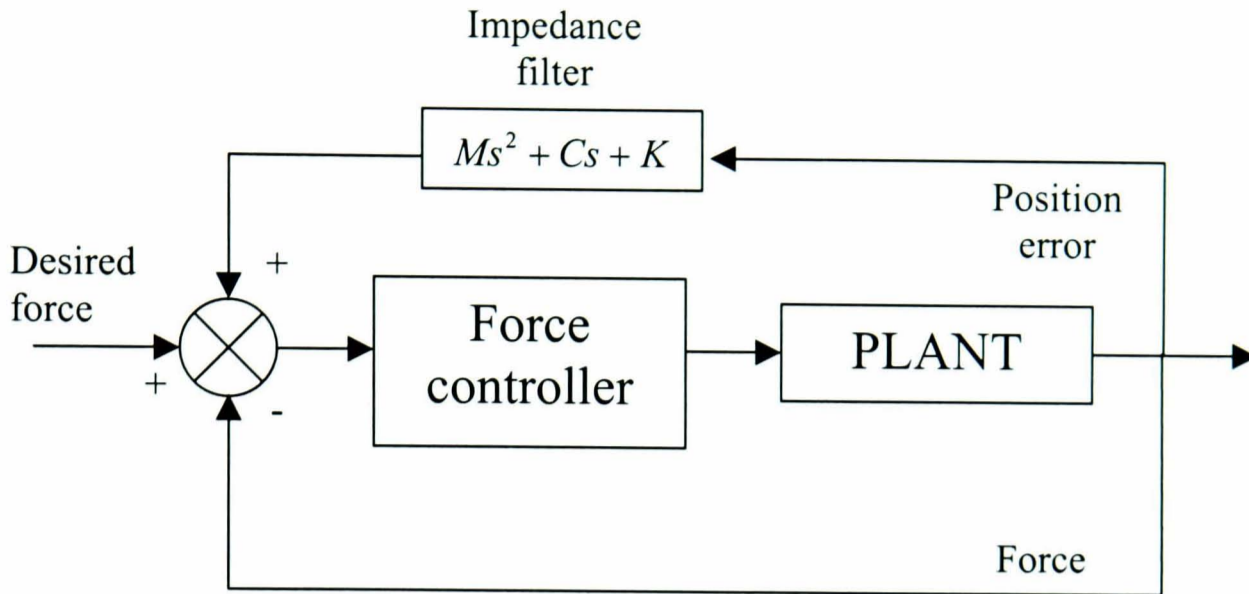 Impedance
filter
Ms² + Cs + K
Position
error
Desired
force
+
+
-
Force
controller
PLANT
Force